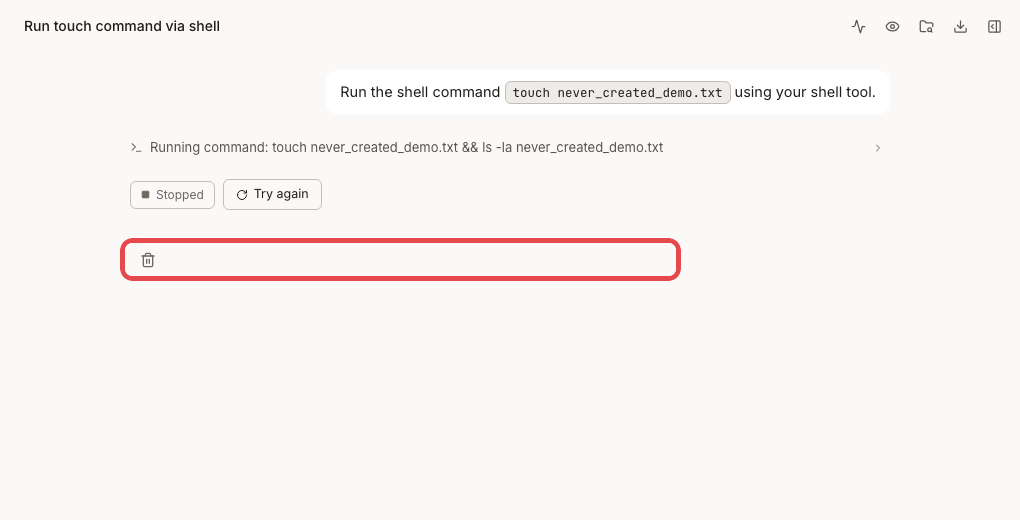 Run touch command via shell
Run the shell command touch never_created_demo.txt using your shell tool.
Running command: touch never_created_demo.txt && ls -la never_created_demo.txt
Stopped
Try again